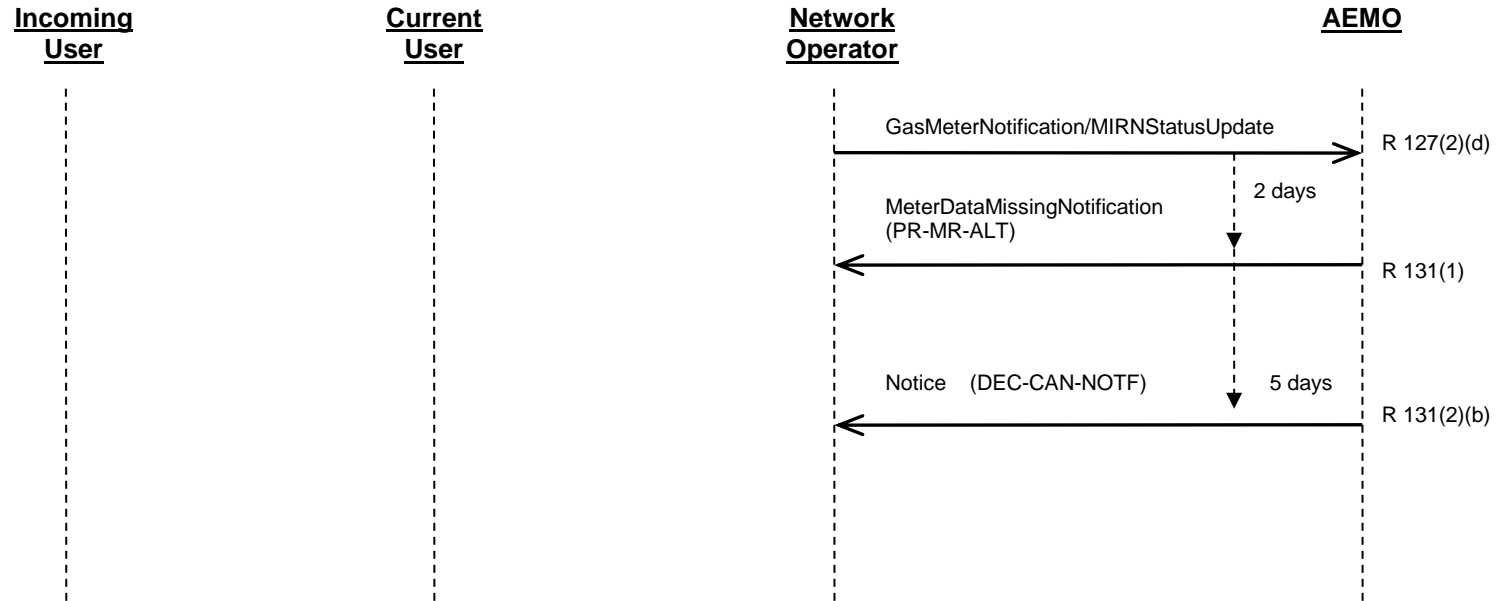 Incoming
User
Current
User
Network
Operator
AEMO
GasMeterNotification/MIRNStatusUpdate
R 127(2)(d)
2 days
MeterDataMissingNotification
(PR-MR-ALT)
R 131(1)
Notice (DEC-CAN-NOTF)
5 days
R 131(2)(b)